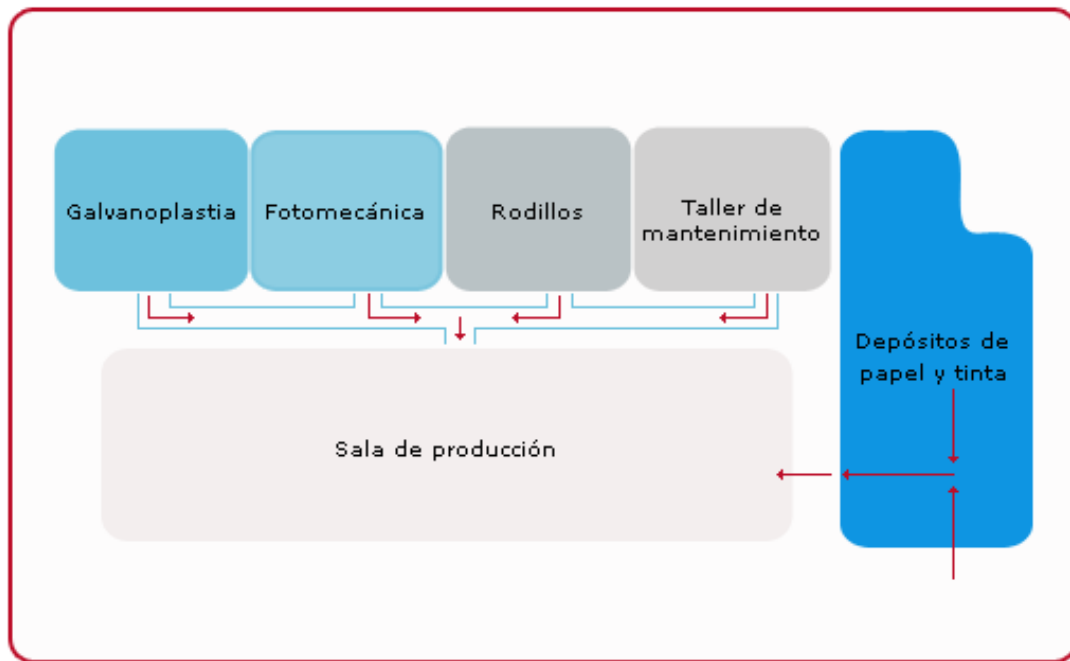 Galvanoplastia
Fotomecánica
Rodillos
Taller de
mantenimiento
Depósitos de
papel y tinta
Sala de producción